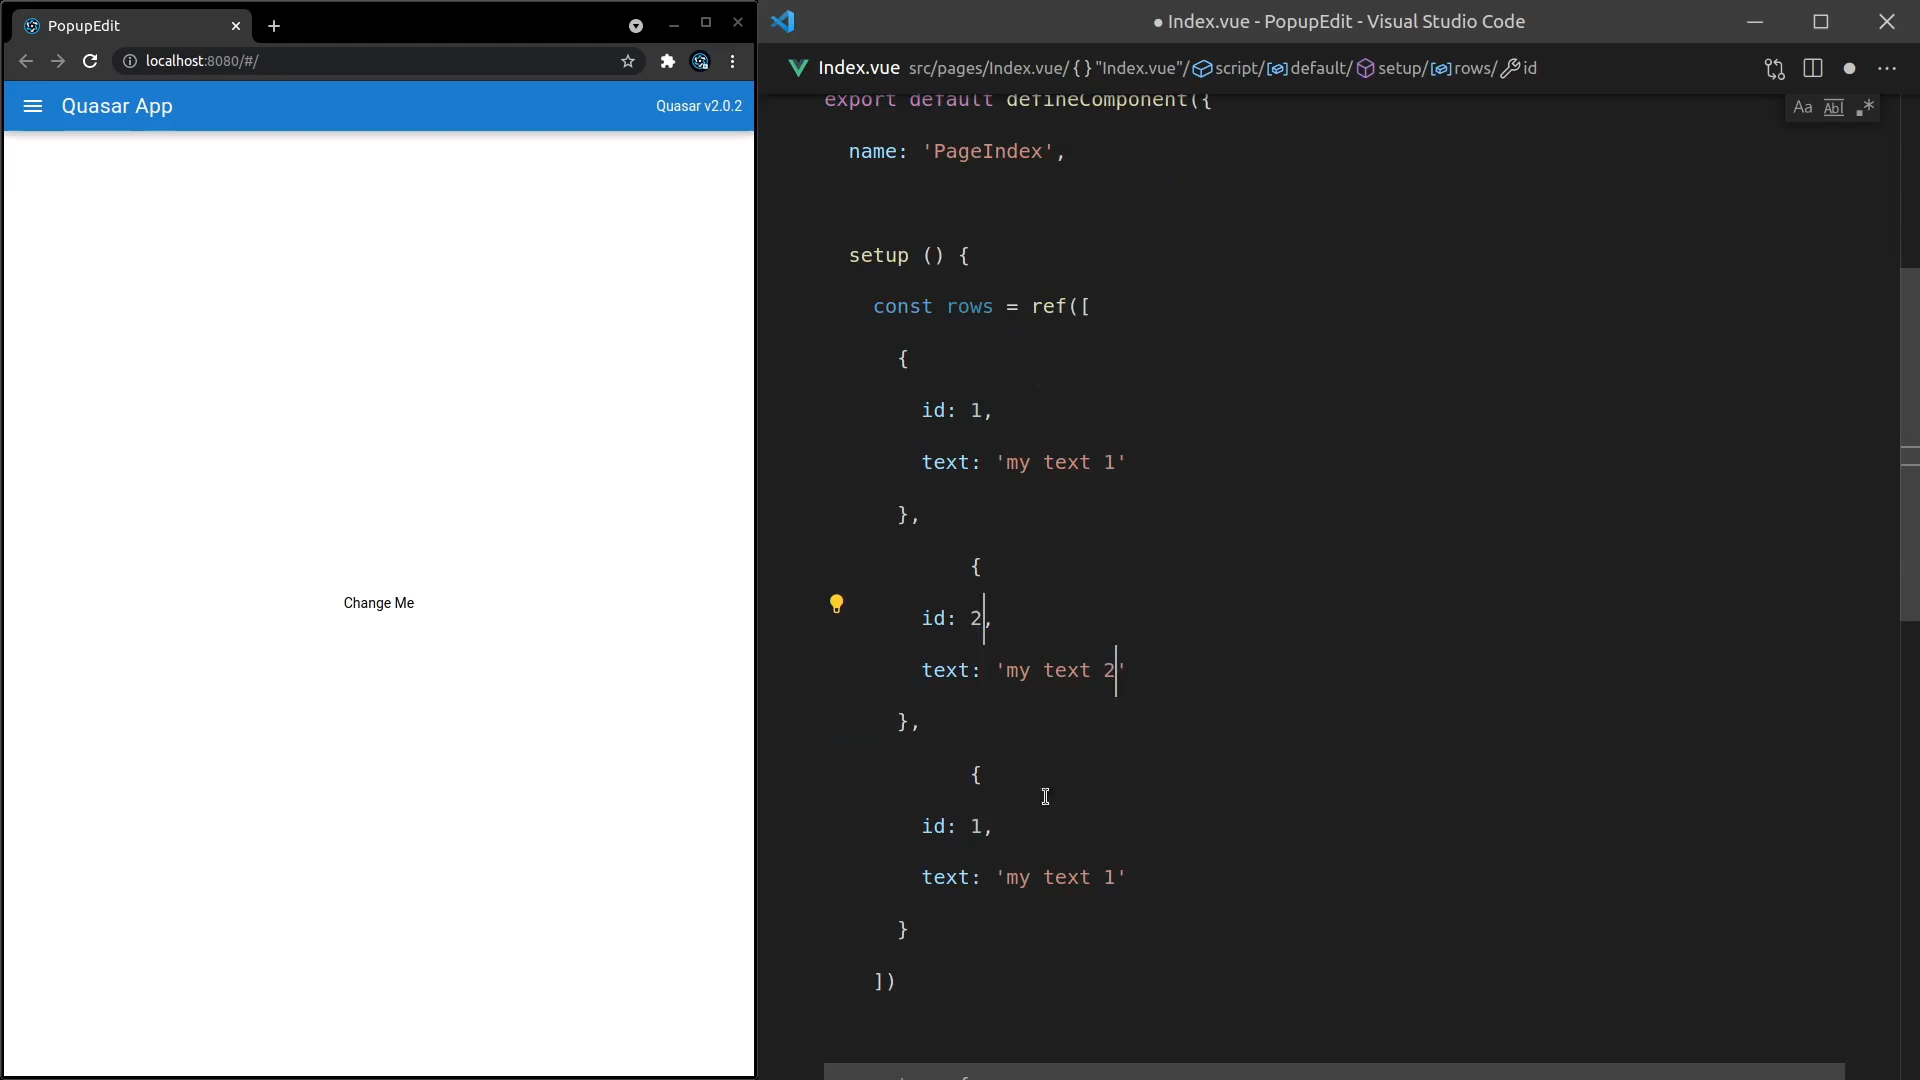 PopupEdit
localhost:8080/#/
Quasar App
Quasar v2.0.2
Change Me
● Index.vue - PopupEdit - Visual Studio Code
Index.vue src/pages/Index.vue/ {} "Index.vue"/ script/ default/ setup/ rows/ id
Aa Abl .*
export default defineComponent({
name: 'PageIndex',
setup () {
const rows = ref([
{
id: 1,
text: 'my text 1'
},
{
id: 2,
text: 'my text 2'
},
{
id: 1,
text: 'my text 1'
}
])